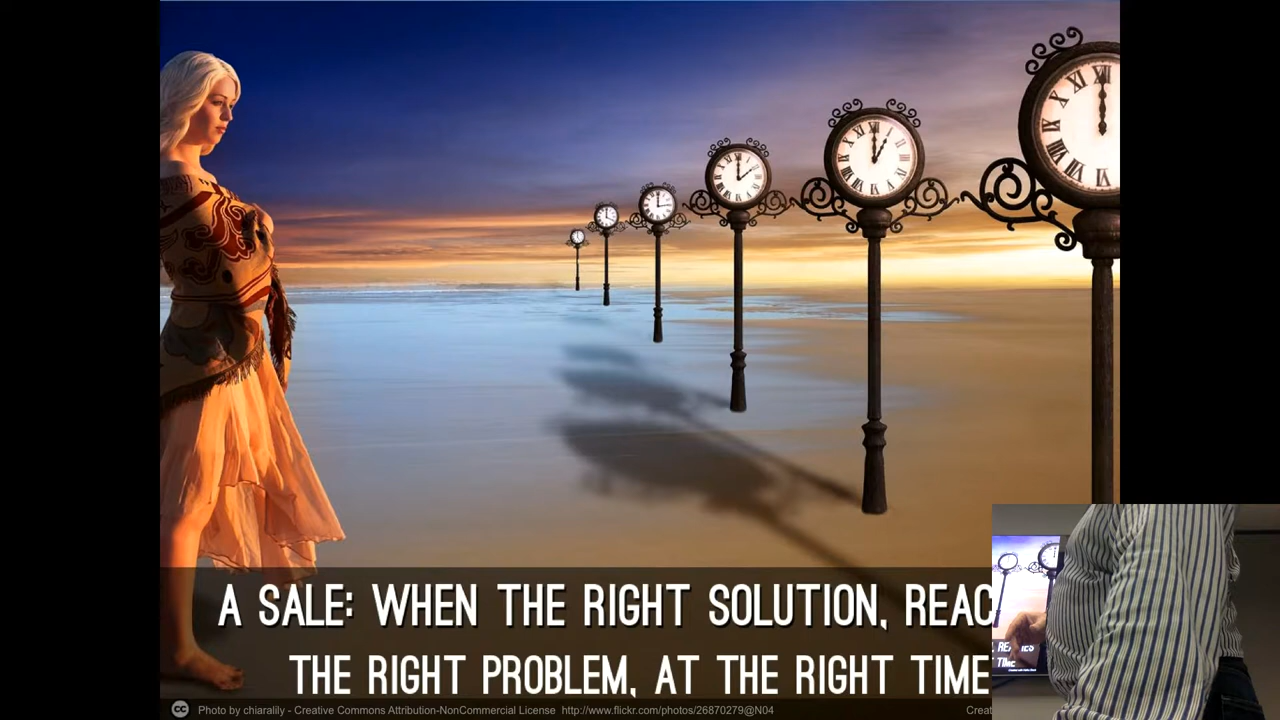 A SALE: WHEN THE RIGHT SOLUTION, REAC
THE RIGHT PROBLEM, AT THE RIGHT TIME
Photo by chiaralily - Creative Commons Attribution-NonCommercial License http://www.flickr.com/photos/26870279@N04
Creat